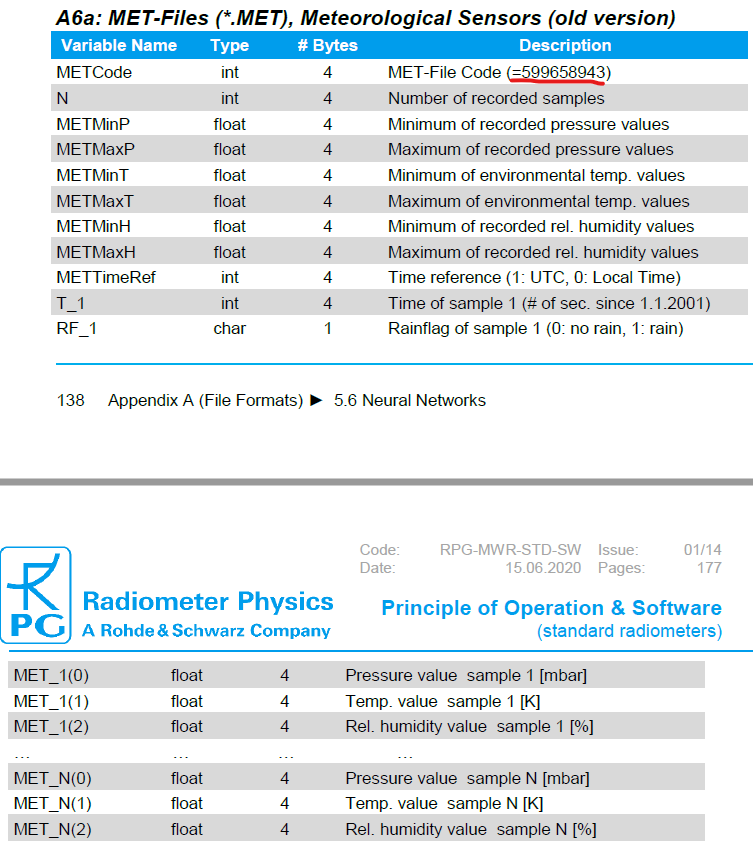 A6a: MET-Files (*.MET), Meteorological Sensors (old version)
Variable Name Type # Bytes Description
METCode int 4 MET-File Code (=599658943)
N int 4 Number of recorded samples
METMinP float 4 Minimum of recorded pressure values
METMaxP float 4 Maximum of recorded pressure values
METMinT float 4 Minimum of environmental temp. values
METMaxT float 4 Maximum of environmental temp. values
METMinH float 4 Minimum of recorded rel. humidity values
METMaxH float 4 Maximum of recorded rel. humidity values
METTimeRef int 4 Time reference (1: UTC, 0: Local Time)
T_1 int 4 Time of sample 1 (# of sec. since 1.1.2001)
RF_1 char 1 Rainflag of sample 1 (0: no rain, 1: rain)
138 Appendix A (File Formats) ► 5.6 Neural Networks
Code: RPG-MWR-STD-SW Issue: 01/14
Date: 15.06.2020 Pages: 177
RPG
Radiometer Physics
A Rohde & Schwarz Company
Principle of Operation & Software
(standard radiometers)
MET_1(0) float 4 Pressure value sample 1 [mbar]
MET_1(1) float 4 Temp. value sample 1 [K]
MET_1(2) float 4 Rel. humidity value sample 1 [%]
... ... ... ...
MET_N(0) float 4 Pressure value sample N [mbar]
MET_N(1) float 4 Temp. value sample N [K]
MET_N(2) float 4 Rel. humidity value sample N [%]